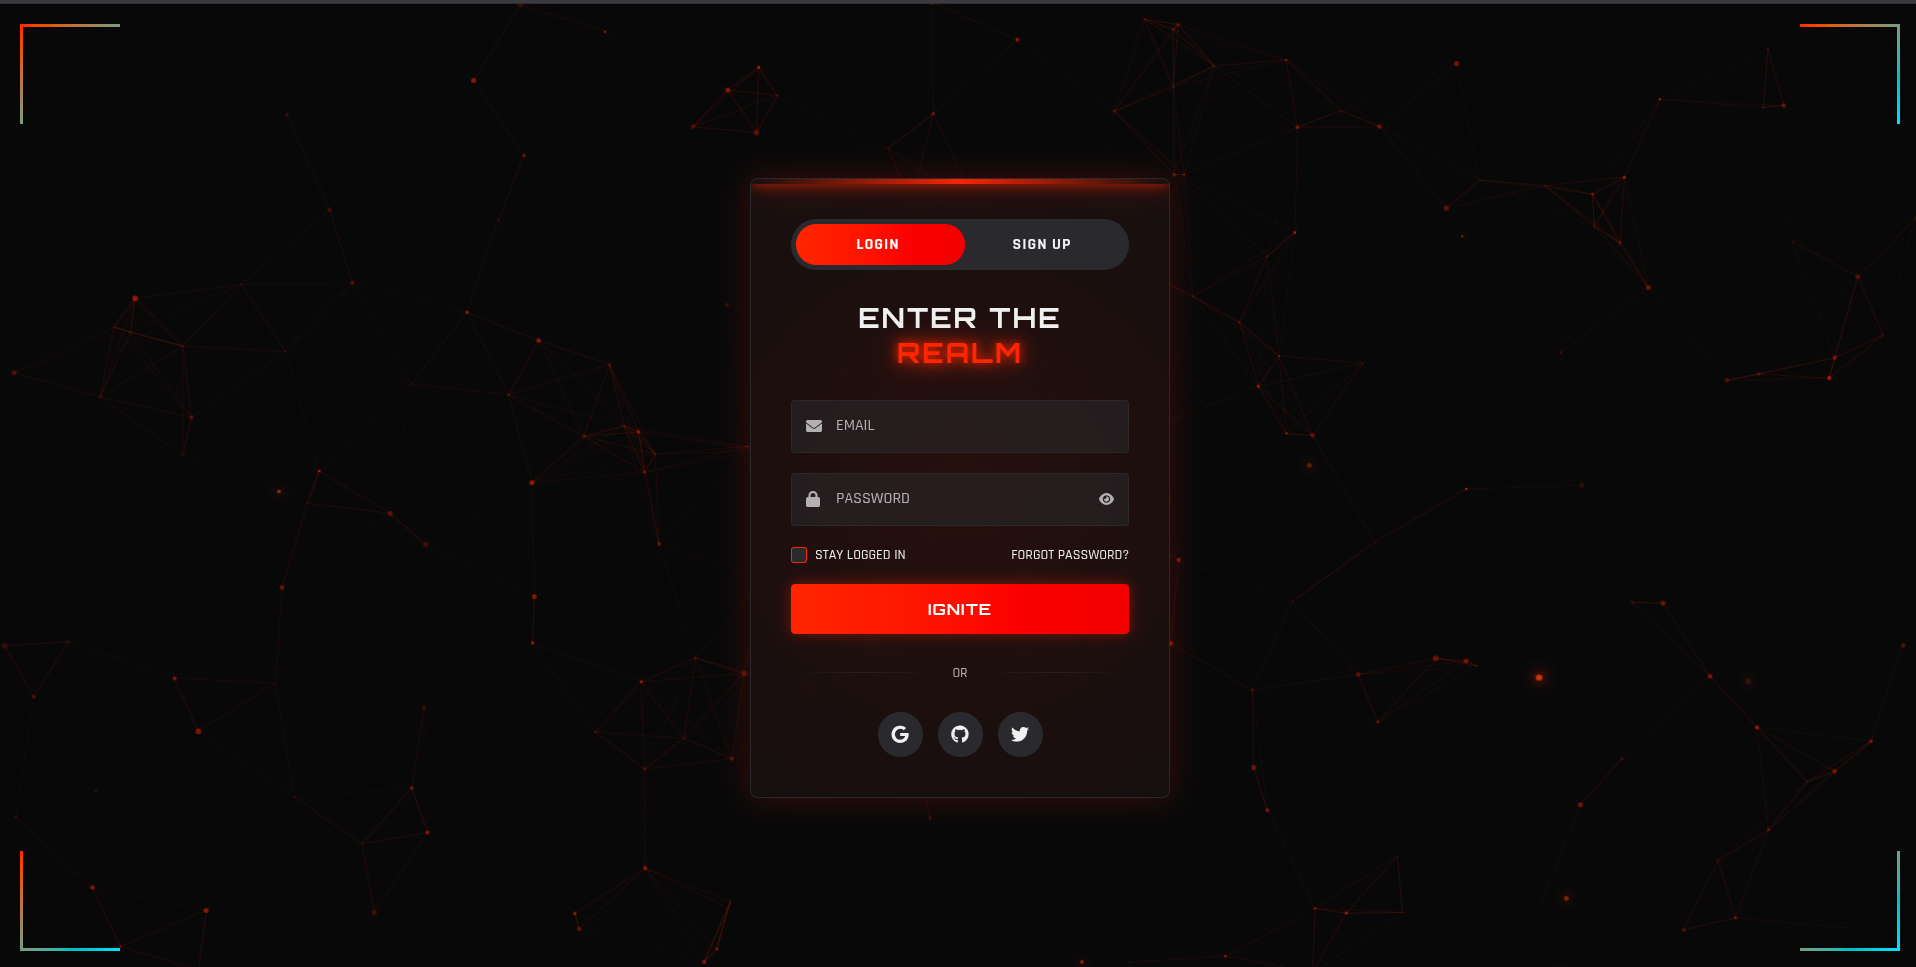 LOGIN
SIGN UP
ENTER THE
REALM
EMAIL
PASSWORD
STAY LOGGED IN
FORGOT PASSWORD?
IGNITE
OR